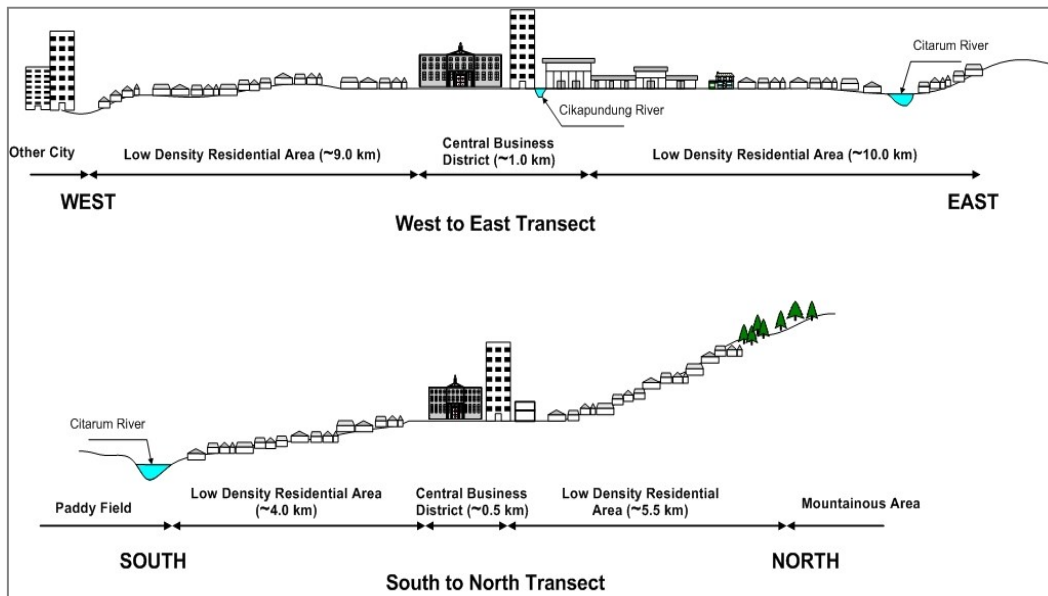 Citarum River
Cikapundung River
Other City
Low Density Residential Area (~9.0 km)
Central Business
District (~1.0 km)
Low Density Residential Area (~10.0 km)
WEST
EAST
West to East Transect
Citarum River
Paddy Field
Low Density Residential Area
(~4.0 km)
Central Business
District (~0.5 km)
Low Density Residential
Area (~5.5 km)
Mountainous Area
SOUTH
NORTH
South to North Transect